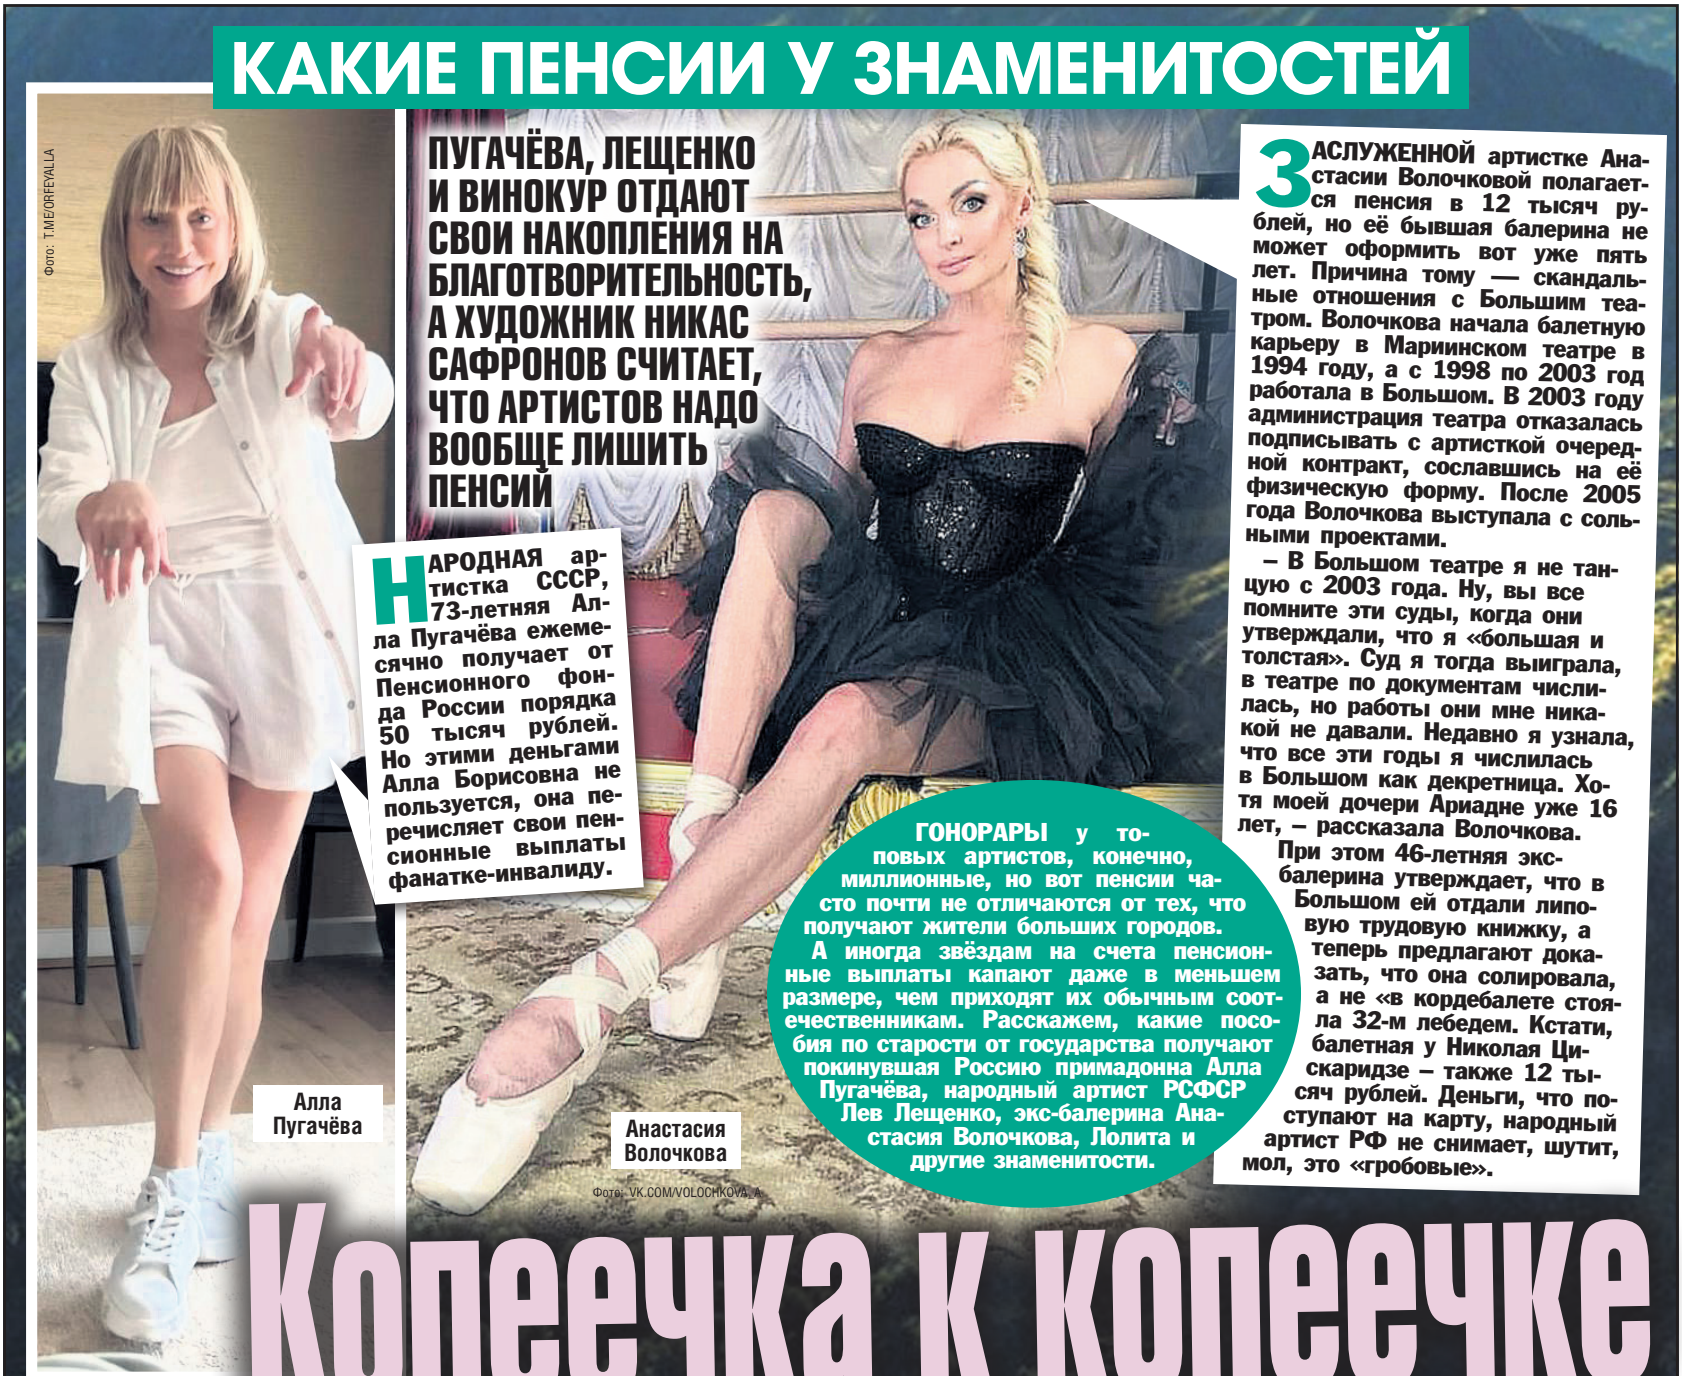 КАКИЕ ПЕНСИИ У ЗНАМЕНИТОСТЕЙ
Фото: T.ME/ORFEYALLA
ПУГАЧЁВА, ЛЕЩЕНКО
И ВИНОКУР ОТДАЮТ
СВОИ НАКОПЛЕНИЯ НА
БЛАГОТВОРИТЕЛЬНОСТЬ,
А ХУДОЖНИК НИКАС
САФРОНОВ СЧИТАЕТ,
ЧТО АРТИСТОВ НАДО
ВООБЩЕ ЛИШИТЬ
ПЕНСИЙ
НАРОДНАЯ ар-
тистка СССР,
73-летняя Ал-
ла Пугачёва ежеме-
сячно получает от
Пенсионного фон-
да России порядка
50 тысяч рублей.
Но этими деньгами
Алла Борисовна не
пользуется, она пе-
речисляет свои пен-
сионные выплаты
фанатке-инвалиду.
Алла
Пугачёва
Анастасия
Волочкова
Фото: VK.COM/VOLOCHKOVA_A
ГОНОРАРЫ у то-
повых артистов, конечно,
миллионные, но вот пенсии ча-
сто почти не отличаются от тех, что
получают жители больших городов.
А иногда звёздам на счета пенсион-
ные выплаты капают даже в меньшем
размере, чем приходят их обычным соот-
ечественникам. Расскажем, какие посо-
бия по старости от государства получают
покинувшая Россию примадонна Алла
Пугачёва, народный артист РСФСР
Лев Лещенко, экс-балерина Ана-
стасия Волочкова, Лолита и
другие знаменитости.
ЗАСЛУЖЕННОЙ артистке Ана-
стасии Волочковой полагает-
ся пенсия в 12 тысяч ру-
блей, но её бывшая балерина не
может оформить вот уже пять
лет. Причина тому — скандаль-
ные отношения с Большим теа-
тром. Волочкова начала балетную
карьеру в Мариинском театре в
1994 году, а с 1998 по 2003 год
работала в Большом. В 2003 году
администрация театра отказалась
подписывать с артисткой очеред-
ной контракт, сославшись на её
физическую форму. После 2005
года Волочкова выступала с соль-
ными проектами.
– В Большом театре я не тан-
цую с 2003 года. Ну, вы все
помните эти суды, когда они
утверждали, что я «большая и
толстая». Суд я тогда выиграла,
в театре по документам числи-
лась, но работы они мне ника-
кой не давали. Недавно я узнала,
что все эти годы я числилась
в Большом как декретница. Хо-
тя моей дочери Ариадне уже 16
лет, – рассказала Волочкова.
При этом 46-летняя экс-
балерина утверждает, что в
Большом ей отдали липо-
вую трудовую книжку, а
теперь предлагают дока-
зать, что она солировала,
а не «в кордебалете стоя-
ла 32-м лебедем. Кстати,
балетная у Николая Ци-
скаридзе – также 12 ты-
сяч рублей. Деньги, что по-
ступают на карту, народный
артист РФ не снимает, шутит,
мол, это «гробовые».
Копеечка к копеечке